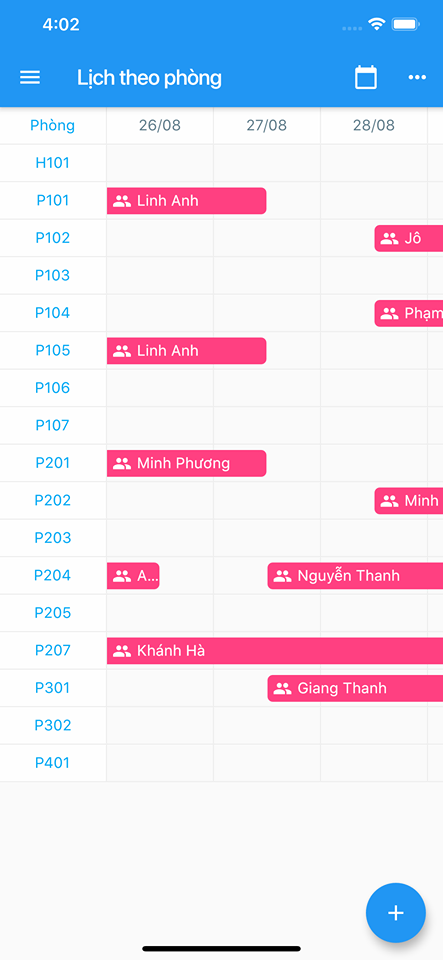 4:02
Lịch theo phòng
Phòng 26/08 27/08 28/08
H101
P101 Linh Anh
P102 Jô
P103
P104 Phạm
P105 Linh Anh
P106
P107
P201 Minh Phương
P202 Minh
P203
P204 A... Nguyễn Thanh
P205
P207 Khánh Hà
P301 Giang Thanh
P302
P401